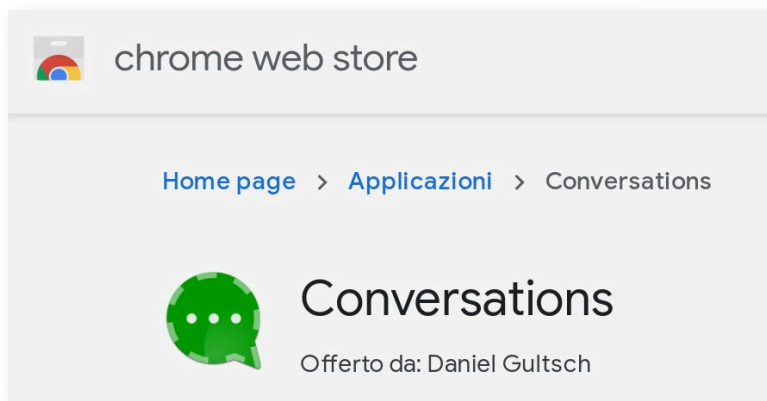 chrome web store
Home page > Applicazioni > Conversations
Conversations
Offerto da: Daniel Gultsch